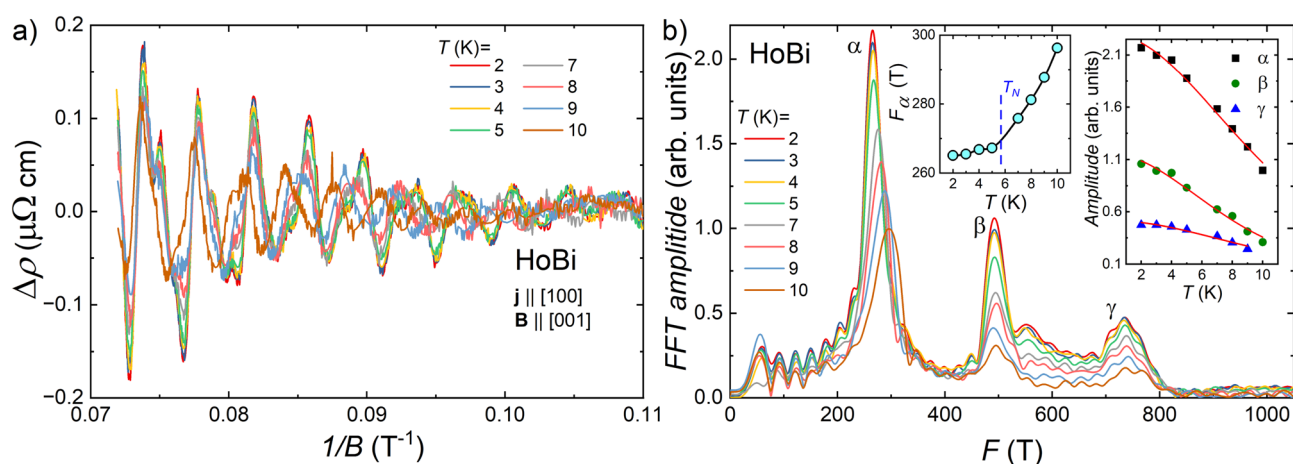 a)
0.2
0.1
0.0
−0.1
−0.2
Δρ (μΩ cm)
T (K)=
2 7
3 8
4 9
5 10
HoBi
j || [100]
B || [001]
0.07 0.08 0.09 0.10 0.11
1/B (T-1)
b)
2.0
1.5
1.0
0.5
0.0
FFT amplitide (arb. units)
HoBi
T (K)=
2
3
4
5
7
8
9
10
α
β
γ
300
280
260
Fα (T)
TN
2 4 6 8 10
T (K)
2.1
1.6
1.1
0.6
0.1
Amplitude (arb. units)
α
β
γ
2 4 6 8 10
T (K)
0 200 400 600 800 1000
F (T)